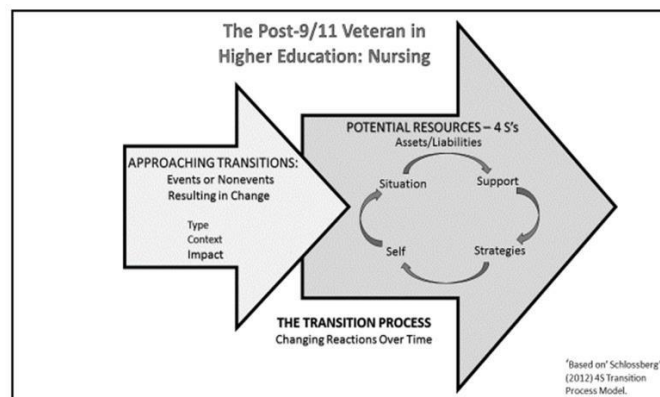 The Post-9/11 Veteran in
Higher Education: Nursing
APPROACHING TRANSITIONS:
Events or Nonevents
Resulting in Change
Type
Context
Impact
POTENTIAL RESOURCES – 4 S's
Assets/Liabilities
Situation
Support
Self
Strategies
THE TRANSITION PROCESS
Changing Reactions Over Time
'Based on' Schlossberg'
(2012) 4S Transition
Process Model.